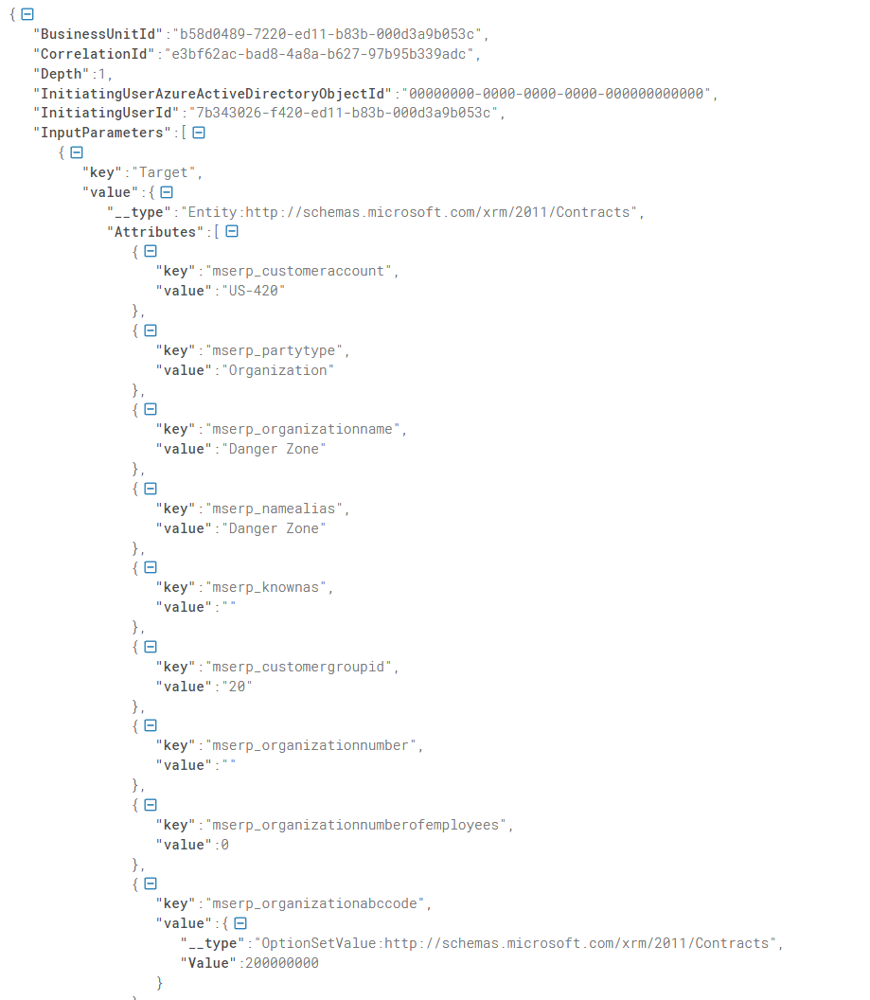 {
"BusinessUnitId":"b58d0489-7220-ed11-b83b-000d3a9b053c",
"CorrelationId":"e3bf62ac-bad8-4a8a-b627-97b95b339adc",
"Depth":1,
"InitiatingUserAzureActiveDirectoryObjectId":"00000000-0000-0000-0000-000000000000",
"InitiatingUserId":"7b343026-f420-ed11-b83b-000d3a9b053c",
"InputParameters":[
{
"key":"Target",
"value":{
"__type":"Entity:http://schemas.microsoft.com/xrm/2011/Contracts",
"Attributes":[
{
"key":"mserp_customeraccount",
"value":"US-420"
},
{
"key":"mserp_partytype",
"value":"Organization"
},
{
"key":"mserp_organizationname",
"value":"Danger Zone"
},
{
"key":"mserp_namealias",
"value":"Danger Zone"
},
{
"key":"mserp_knownas",
"value":""
},
{
"key":"mserp_customergroupid",
"value":"20"
},
{
"key":"mserp_organizationnumber",
"value":""
},
{
"key":"mserp_organizationnumberofemployees",
"value":0
},
{
"key":"mserp_organizationabccode",
"value":{
"__type":"OptionSetValue:http://schemas.microsoft.com/xrm/2011/Contracts",
"Value":200000000
}